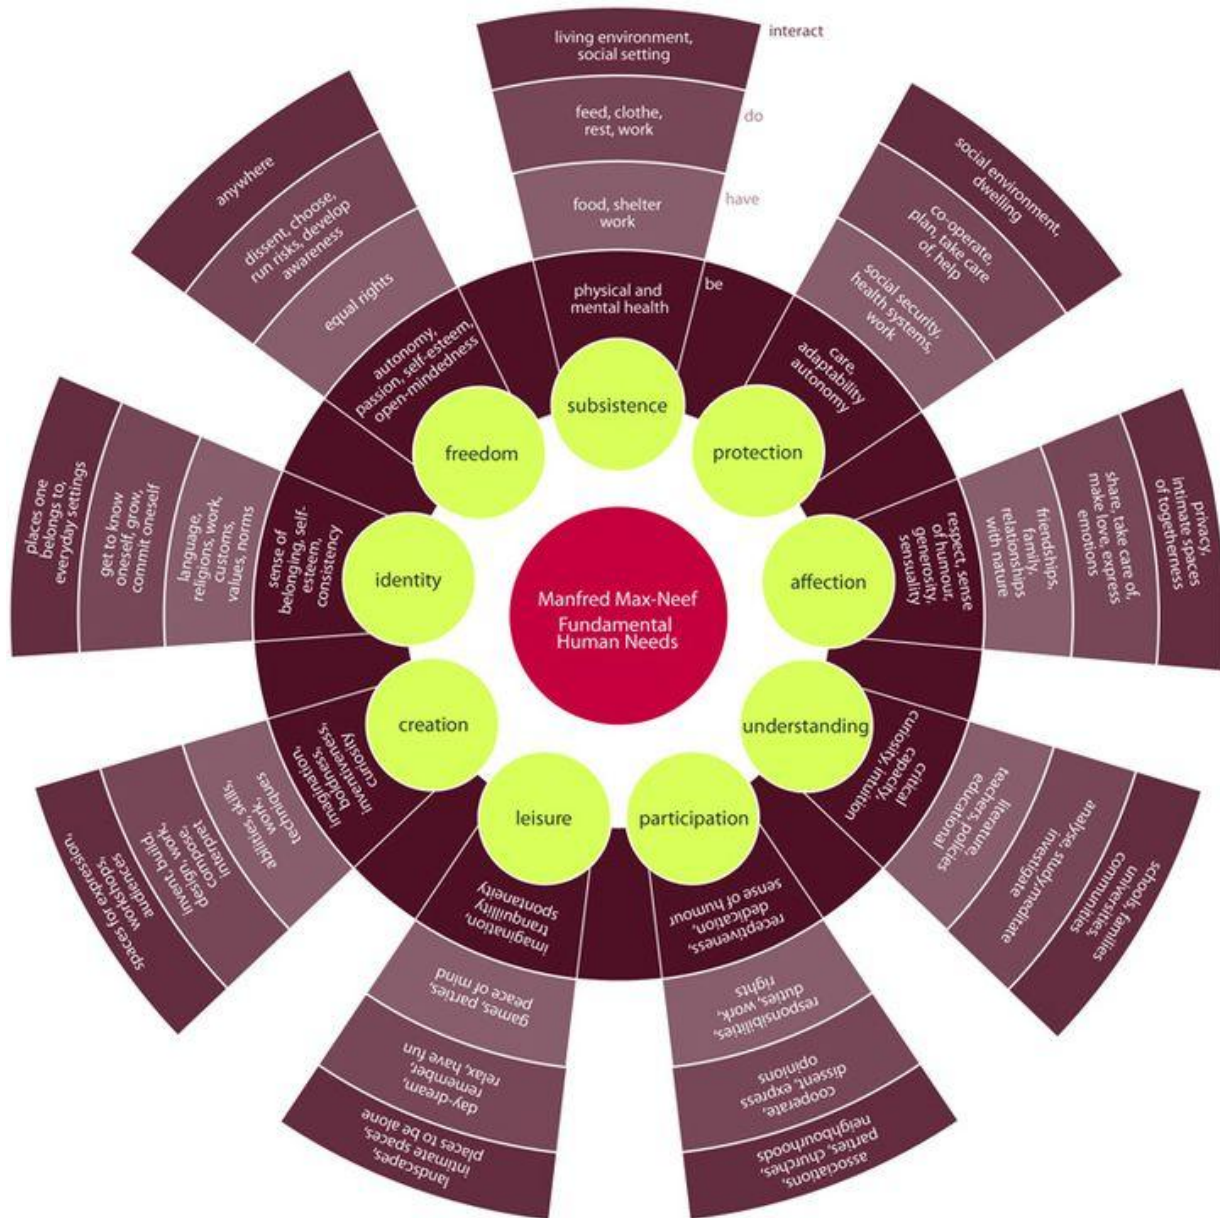 Manfred Max-Neef
Fundamental
Human Needs
interact
do
have
be
subsistence
physical and
mental health
food, shelter
work
feed, clothe,
rest, work
living environment,
social setting
protection
care,
adaptability
autonomy
social security,
health systems,
work
co-operate,
plan, take care
of, help
social environment,
dwelling
affection
respect, sense
of humour,
generosity,
sensuality
friendships,
family,
relationships
with nature
share, take care of,
make love, express
emotions
privacy,
intimate spaces
of togetherness
understanding
critical
capacity,
curiosity, intuition
literature,
teachers, policies
educational
analyse, study,meditate
investigate
schools, families
universities,
communities
participation
receptiveness,
dedication,
sense of humour
responsibilities,
duties, work,
rights
cooperate,
dissent, express
opinions
associations,
parties, churches,
neighbourhoods
leisure
imagination,
tranquillity
spontaneity
games, parties,
peace of mind
day-dream,
remember,
relax, have fun
landscapes,
intimate spaces,
places to be alone
creation
imagination,
boldness,
inventiveness,
curiosity
abilities, skills,
work,
techniques
invent, build,
design, work,
compose,
interpret
spaces for expression,
workshops,
audiences
identity
sense of
belonging, self-
esteem,
consistency
language,
religions, work,
customs,
values, norms
get to know
oneself, grow,
commit oneself
places one
belongs to,
everyday settings
freedom
autonomy,
passion, self-esteem,
open-mindedness
equal rights
dissent, choose,
run risks, develop
awareness
anywhere